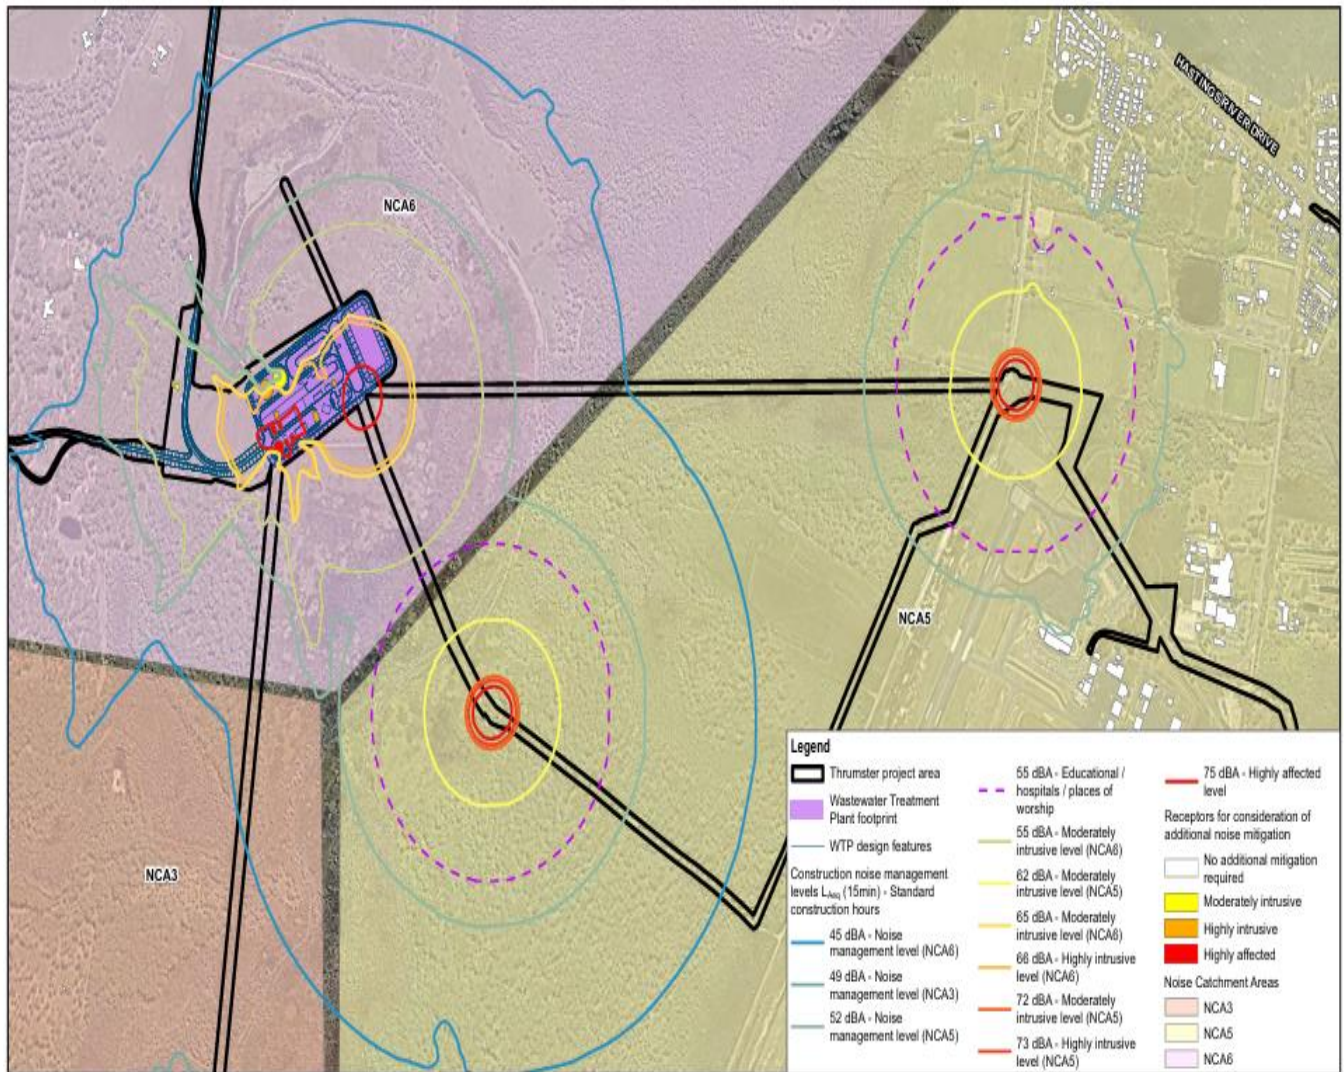 HASTINGS RIVER DRIVE
NCA6
NCA5
NCA3
Legend
Thrumster project area
Wastewater Treatment
Plant footprint
WTP design features
Construction noise management
levels LAeq (15min) - Standard
construction hours
45 dBA - Noise
management level (NCA6)
49 dBA - Noise
management level (NCA3)
52 dBA - Noise
management level (NCA5)
55 dBA - Educational /
hospitals / places of
worship
55 dBA - Moderately
intrusive level (NCA6)
62 dBA - Moderately
intrusive level (NCA5)
65 dBA - Moderately
intrusive level (NCA6)
66 dBA - Highly intrusive
level (NCA6)
72 dBA - Moderately
intrusive level (NCA5)
73 dBA - Highly intrusive
level (NCA5)
75 dBA - Highly affected
level
Receptors for consideration of
additional noise mitigation
No additional mitigation
required
Moderately intrusive
Highly intrusive
Highly affected
Noise Catchment Areas
NCA3
NCA5
NCA6